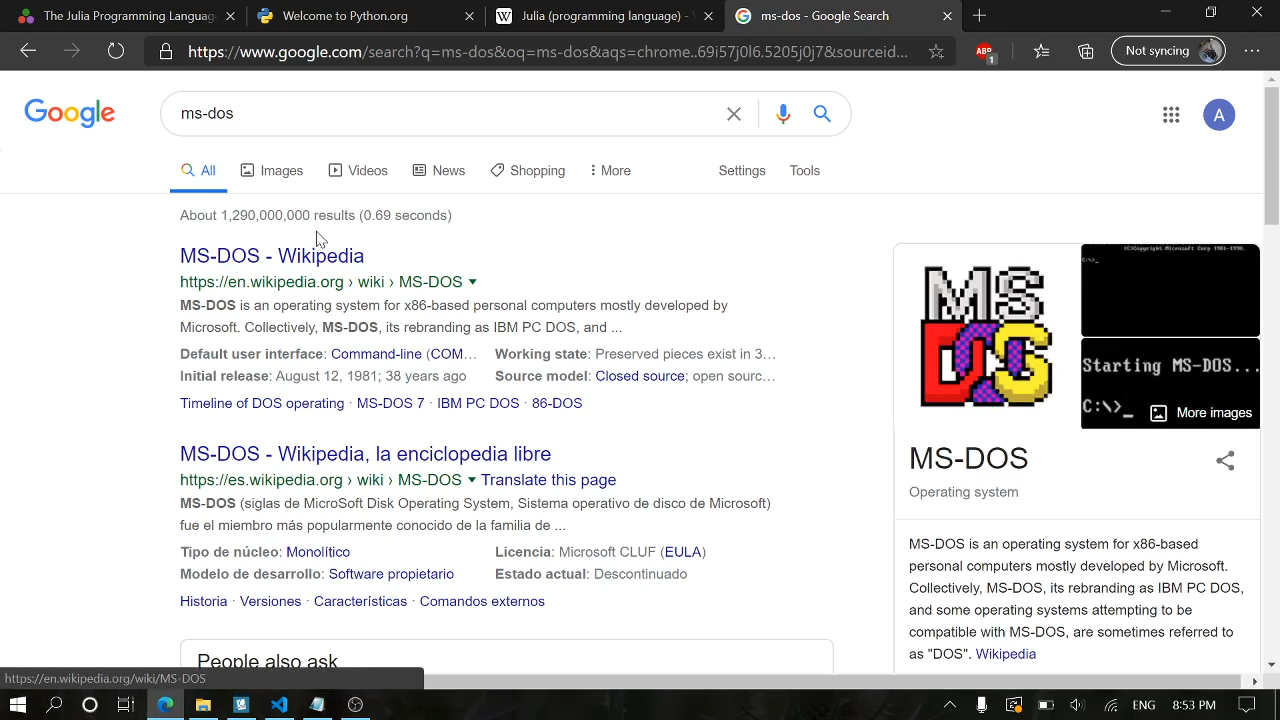 The Julia Programming Langua
Welcome to Python.org
Julia (programming language) -
ms-dos - Google Search
https://www.google.com/search?q=ms-dos&oq=ms-dos&aqs=chrome..69i57j0l6.5205j0j7&sourceid...
ABP
1
Not syncing
Google
ms-dos
A
All
Images
Videos
News
Shopping
More
Settings
Tools
About 1,290,000,000 results (0.69 seconds)
MS-DOS - Wikipedia
https://en.wikipedia.org › wiki › MS-DOS
MS-DOS is an operating system for x86-based personal computers mostly developed by
Microsoft. Collectively, MS-DOS, its rebranding as IBM PC DOS, and ...
Default user interface: Command-line (COM...
Working state: Preserved pieces exist in 3...
Initial release: August 12, 1981; 38 years ago
Source model: Closed source; open sourc...
Timeline of DOS operating · MS-DOS 7 · IBM PC DOS · 86-DOS
MS-DOS - Wikipedia, la enciclopedia libre
https://es.wikipedia.org › wiki › MS-DOS Translate this page
MS-DOS (siglas de MicroSoft Disk Operating System, Sistema operativo de disco de Microsoft)
fue el miembro más popularmente conocido de la familia de ...
Tipo de núcleo: Monolítico
Licencia: Microsoft CLUF (EULA)
Modelo de desarrollo: Software propietario
Estado actual: Discontinuado
Historia · Versiones · Características · Comandos externos
People also ask
MS
DOS
(C)Copyright Microsoft Corp 1981-1990.
C:\>_
Starting MS-DOS...
C:\>_
More images
MS-DOS
Operating system
MS-DOS is an operating system for x86-based
personal computers mostly developed by Microsoft.
Collectively, MS-DOS, its rebranding as IBM PC DOS,
and some operating systems attempting to be
compatible with MS-DOS, are sometimes referred to
as "DOS". Wikipedia
https://en.wikipedia.org/wiki/MS-DOS
ENG
8:53 PM